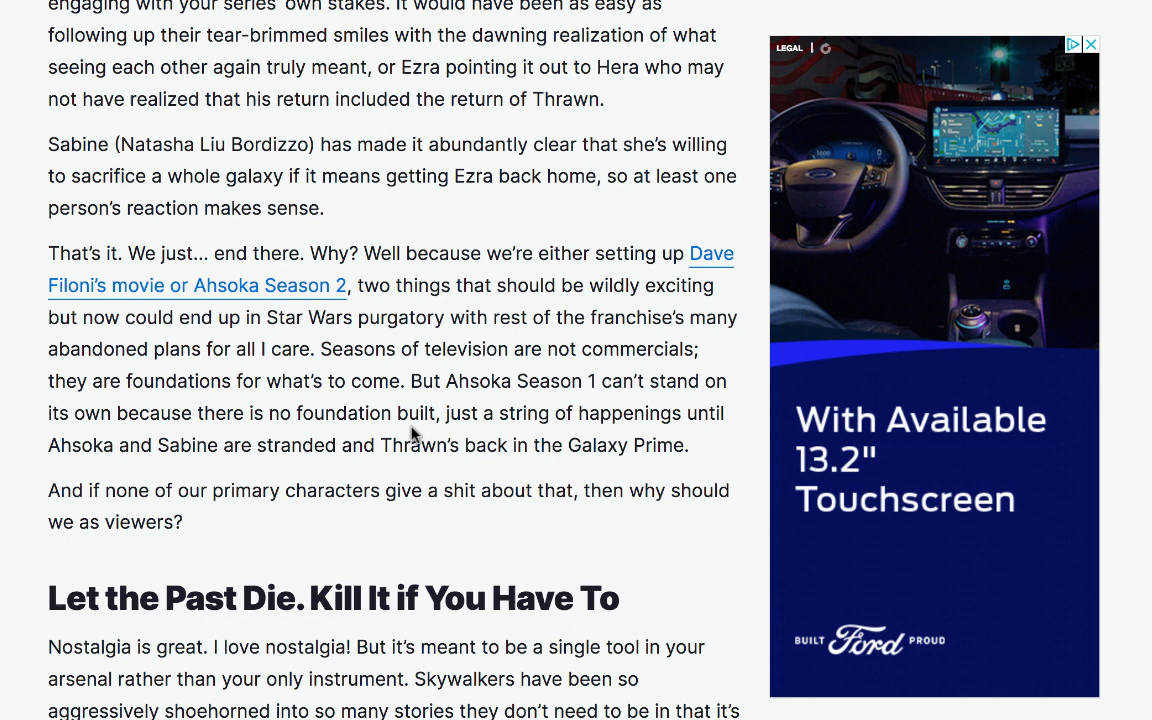 engaging with your series' own stakes. It would have been as easy as
following up their tear-brimmed smiles with the dawning realization of what
seeing each other again truly meant, or Ezra pointing it out to Hera who may
not have realized that his return included the return of Thrawn.
Sabine (Natasha Liu Bordizzo) has made it abundantly clear that she’s willing
to sacrifice a whole galaxy if it means getting Ezra back home, so at least one
person’s reaction makes sense.
That’s it. We just... end there. Why? Well because we’re either setting up Dave
Filoni’s movie or Ahsoka Season 2, two things that should be wildly exciting
but now could end up in Star Wars purgatory with rest of the franchise’s many
abandoned plans for all I care. Seasons of television are not commercials;
they are foundations for what’s to come. But Ahsoka Season 1 can’t stand on
its own because there is no foundation built, just a string of happenings until
Ahsoka and Sabine are stranded and Thrawn’s back in the Galaxy Prime.
And if none of our primary characters give a shit about that, then why should
we as viewers?
Let the Past Die. Kill It if You Have To
Nostalgia is great. I love nostalgia! But it’s meant to be a single tool in your
arsenal rather than your only instrument. Skywalkers have been so
aggressively shoehorned into so many stories they don’t need to be in that it’s
LEGAL
Ford
With Available
13.2"
Touchscreen
BUILT Ford PROUD